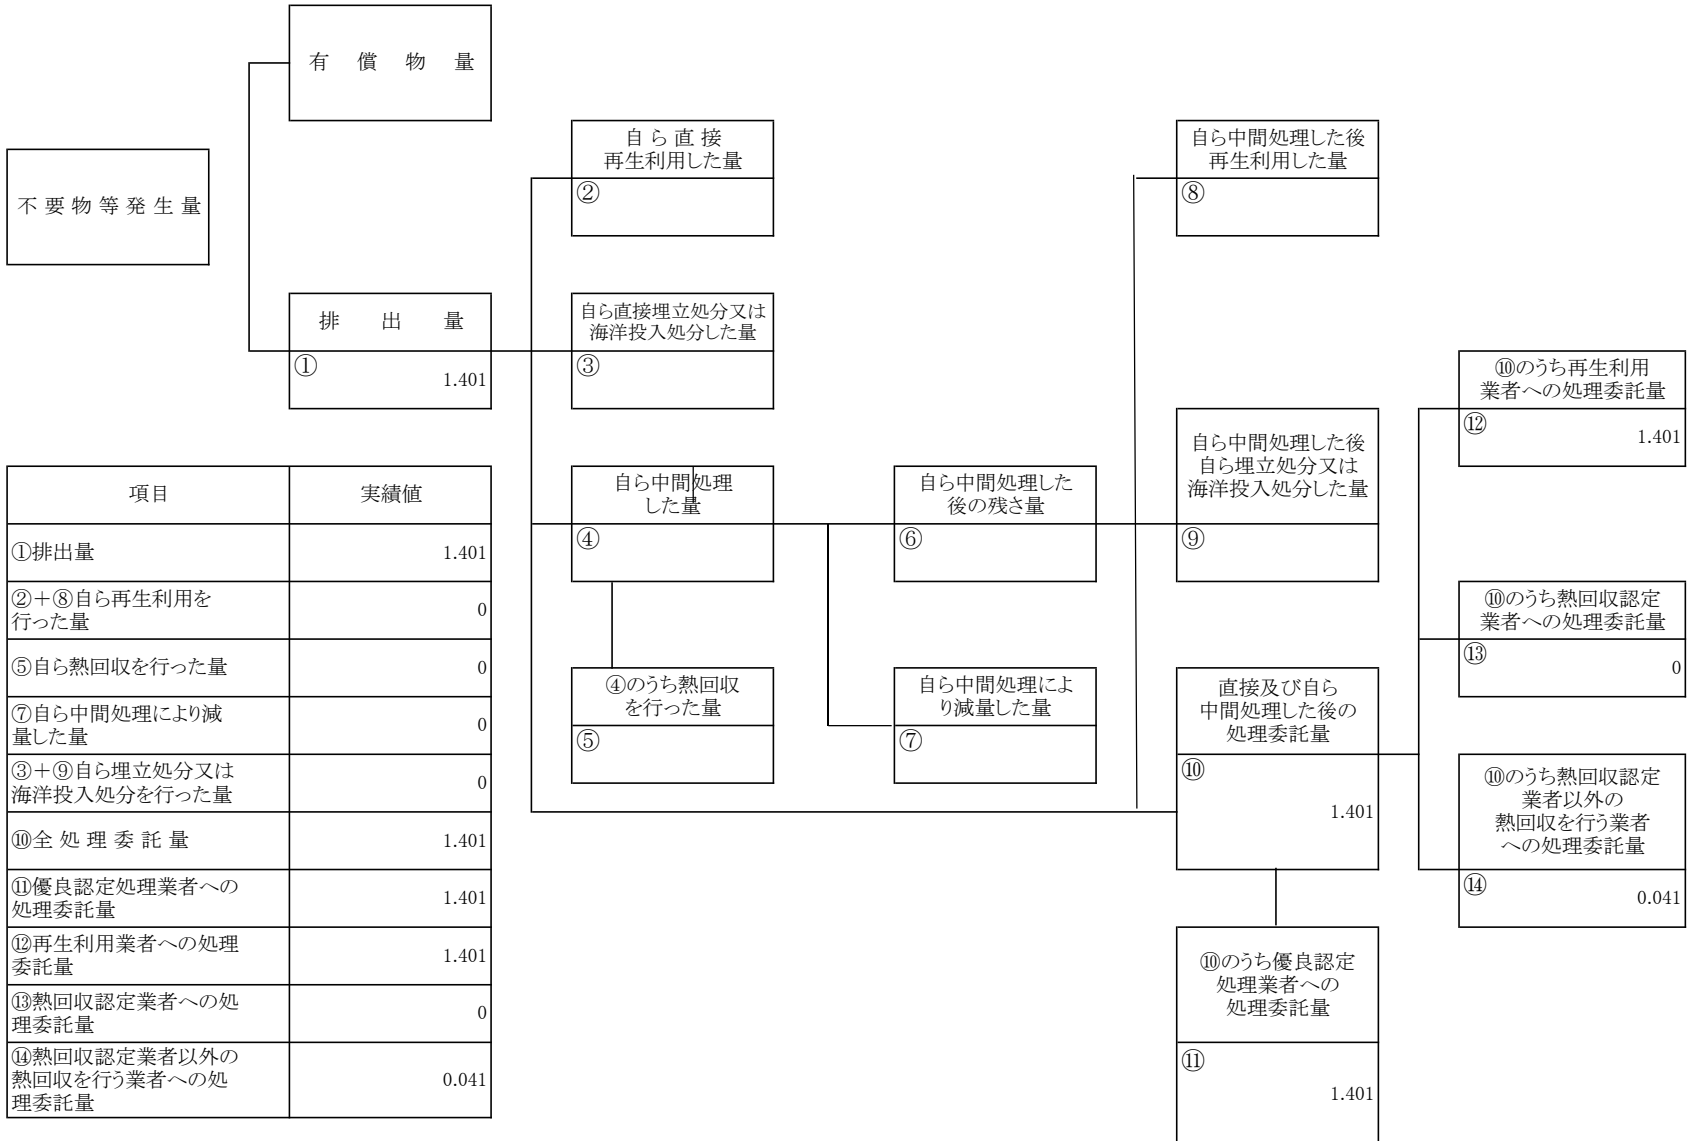 有 償 物 量
不 要 物 等 発 生 量
排 出 量
①
1.401
自 ら 直 接
再生利用した量
②
自ら直接埋立処分又は
海洋投入処分した量
③
自ら中間処理
した量
④
④のうち熱回収
を行った量
⑤
自ら中間処理した
後の残さ量
⑥
自ら中間処理によ
り減量した量
⑦
自ら中間処理した後
再生利用した量
⑧
自ら中間処理した後
自ら埋立処分又は
海洋投入処分した量
⑨
直接及び自ら
中間処理した後の
処理委託量
⑩
1.401
⑩のうち優良認定
処理業者への
処理委託量
⑪
1.401
⑩のうち再生利用
業者への処理委託量
⑫
1.401
⑩のうち熱回収認定
業者への処理委託量
⑬
0
⑩のうち熱回収認定
業者以外の
熱回収を行う業者
への処理委託量
⑭
0.041
項目 実績値
①排出量 1.401
②＋⑧自ら再生利用を
行った量 0
⑤自ら熱回収を行った量 0
⑦自ら中間処理により減
量した量 0
③＋⑨自ら埋立処分又は
海洋投入処分を行った量 0
⑩全 処 理 委 託 量 1.401
⑪優良認定処理業者への
処理委託量 1.401
⑫再生利用業者への処理
委託量 1.401
⑬熱回収認定業者への処
理委託量 0
⑭熱回収認定業者以外の
熱回収を行う業者への処
理委託量 0.041